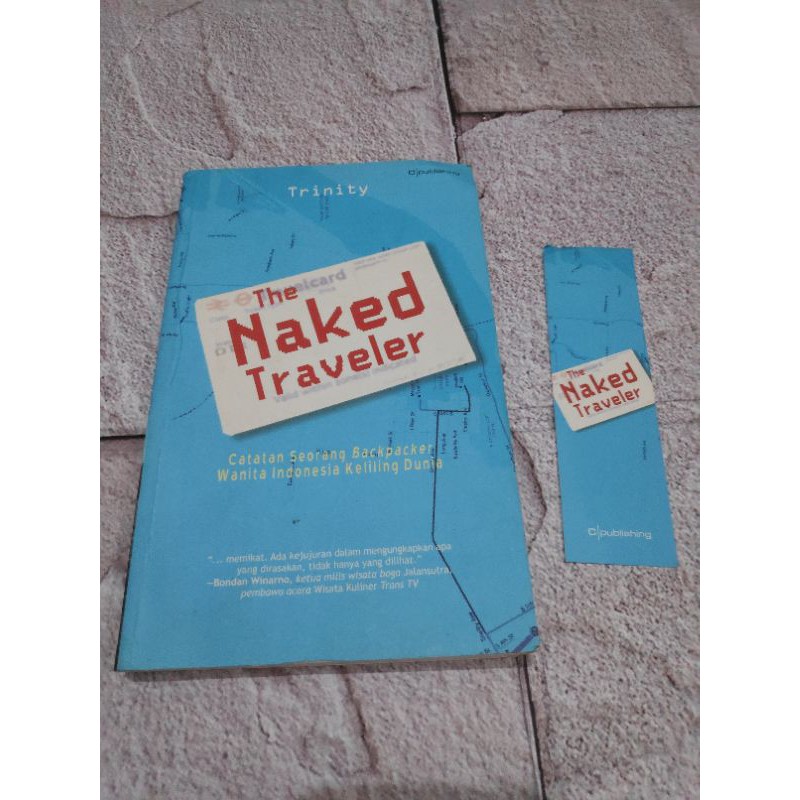 Trinity
C|publishing
The
Naked
Traveler
Catatan Seorang Backpacker
Wanita Indonesia Keliling Dunia
"... memikat. Ada kejujuran dalam mengungkapkan apa
yang dirasakan, tidak hanya yang dilihat."
—Bondan Winarno, ketua milis wisata boga Jalansutra,
pembawa acara Wisata Kuliner Trans TV
The
Naked
Traveler
C|publishing